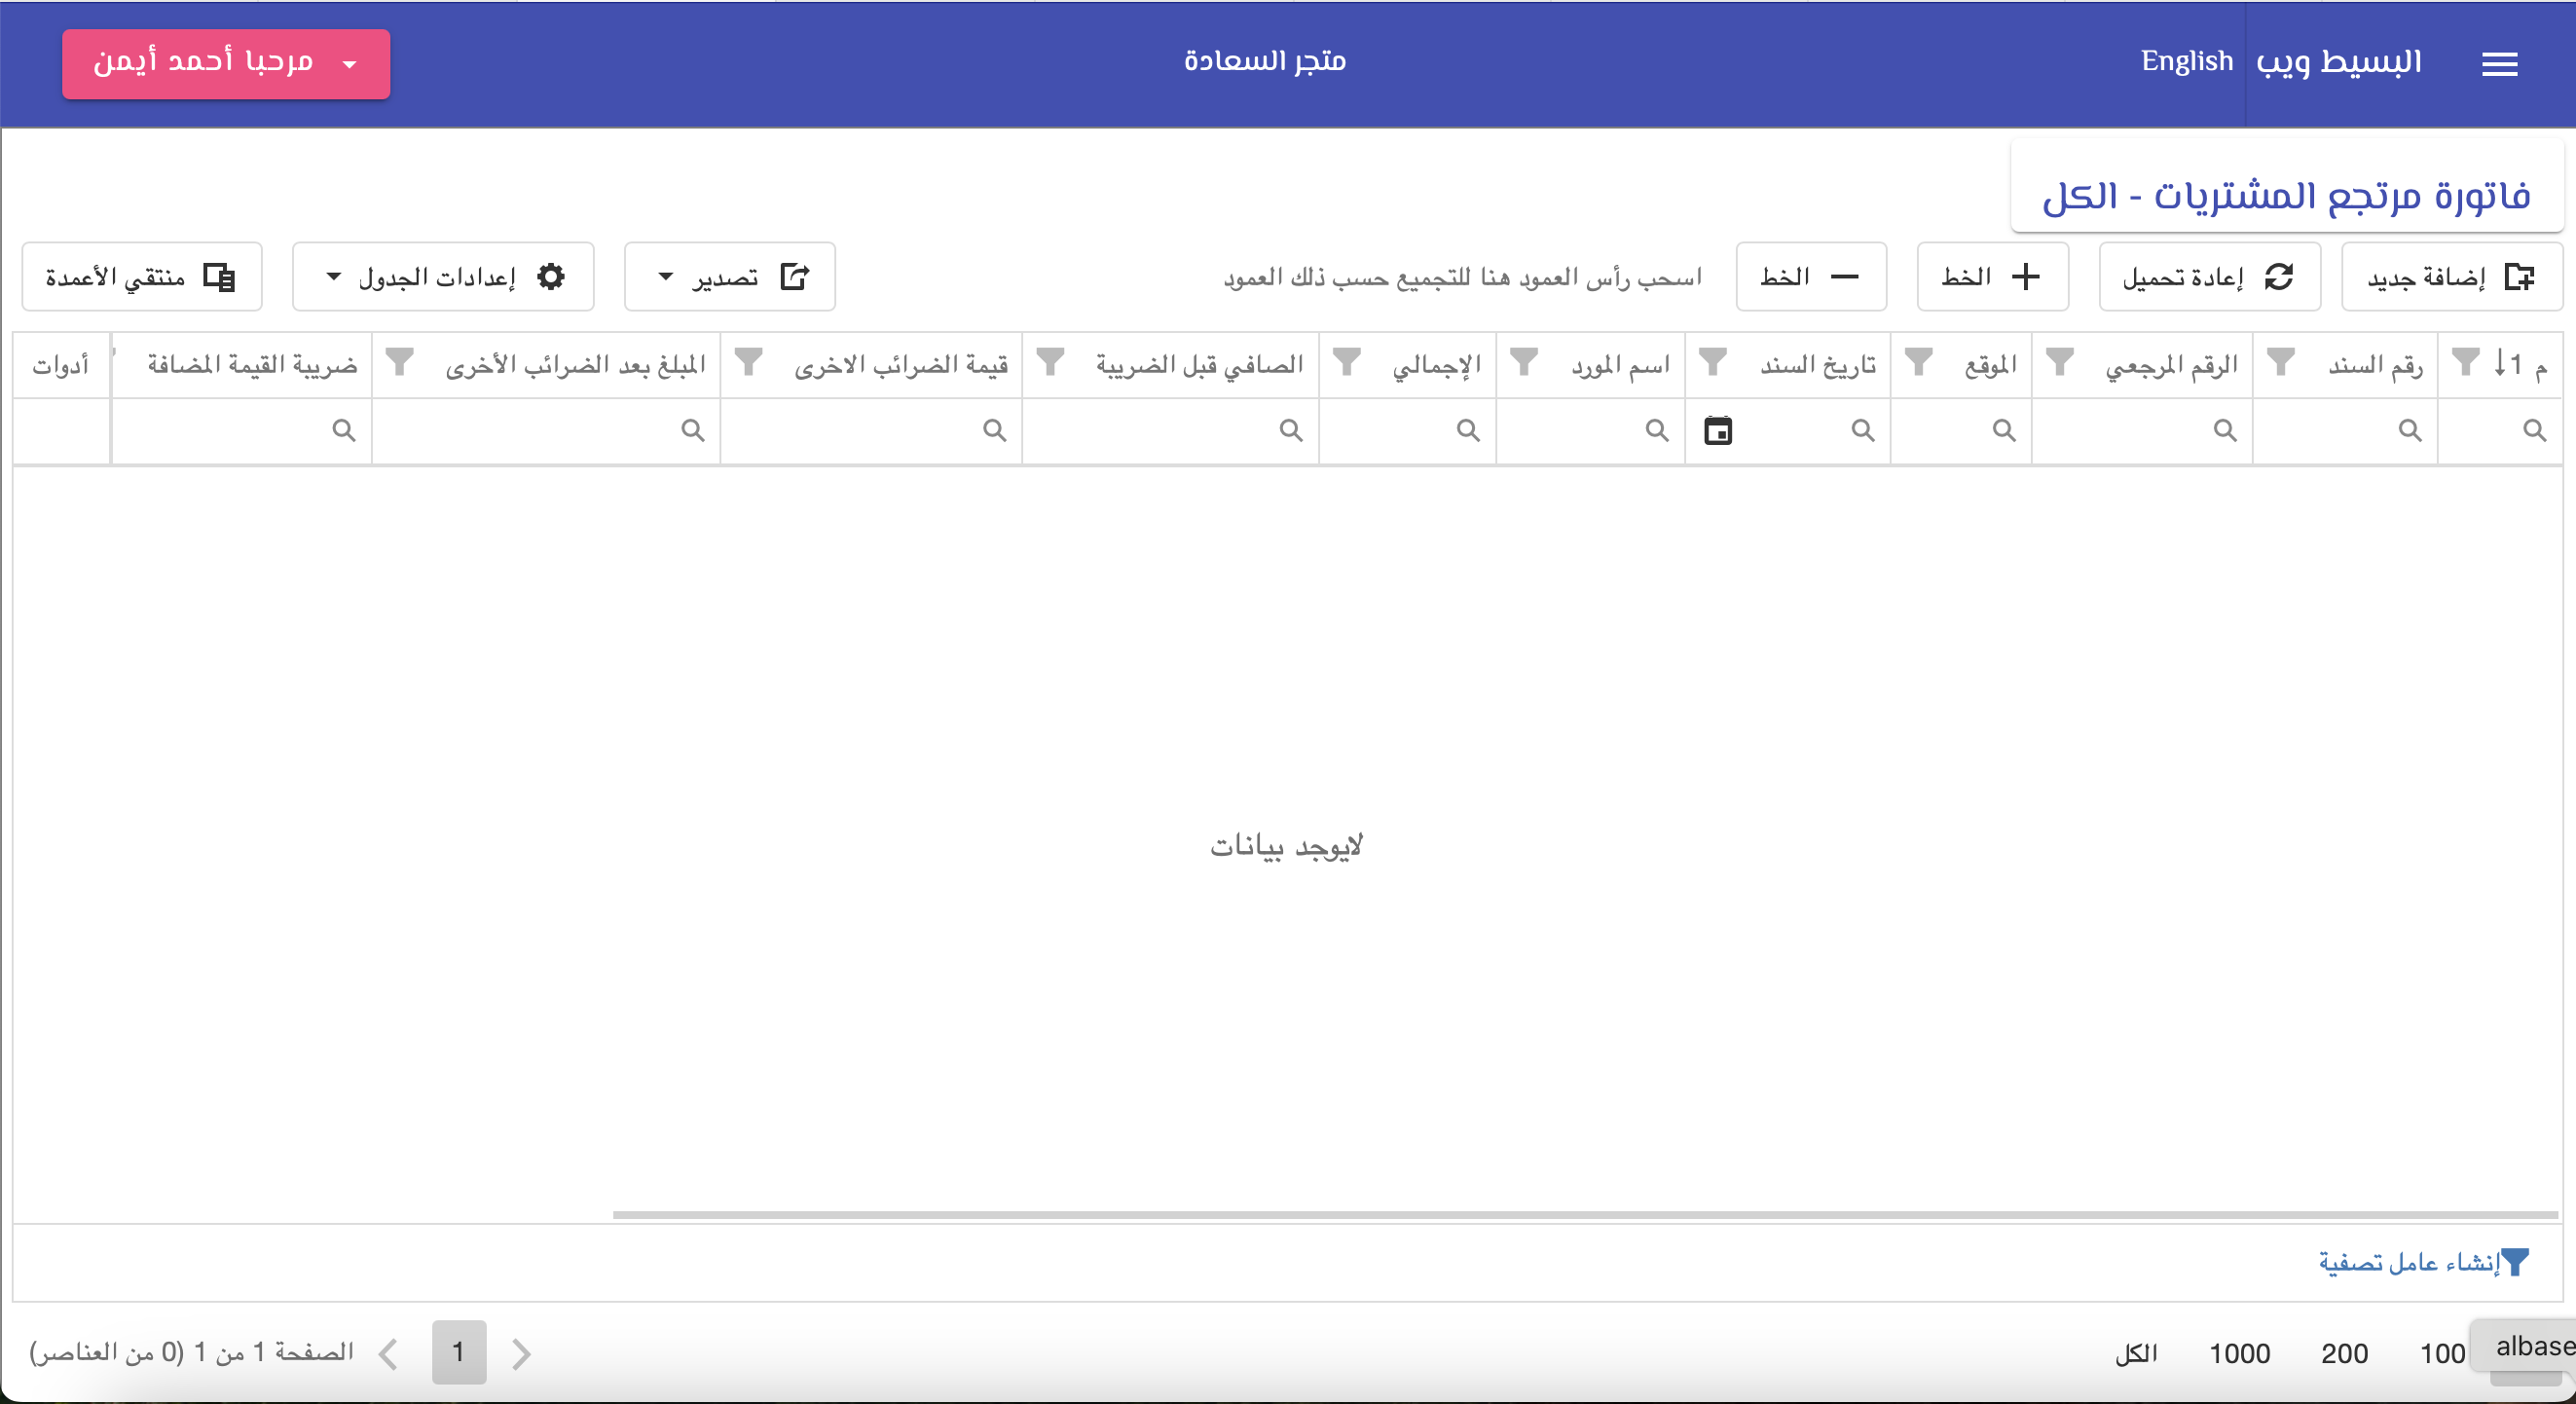 البسيط ويب English متجر السعادة مرحبا أحمد أيمن
فاتورة مرتجع المشتريات - الكل
إضافة جديد إعادة تحميل الخط الخط اسحب رأس العمود هنا للتجميع حسب ذلك العمود تصدير إعدادات الجدول منتقي الأعمدة
م 1 رقم السند الرقم المرجعي الموقع تاريخ السند اسم المورد الإجمالي الصافي قبل الضريبة قيمة الضرائب الاخرى المبلغ بعد الضرائب الأخرى ضريبة القيمة المضافة أدوات
لايوجد بيانات
إنشاء عامل تصفية
albase 100 200 1000 الكل 1 الصفحة 1 من 1 (0 من العناصر)